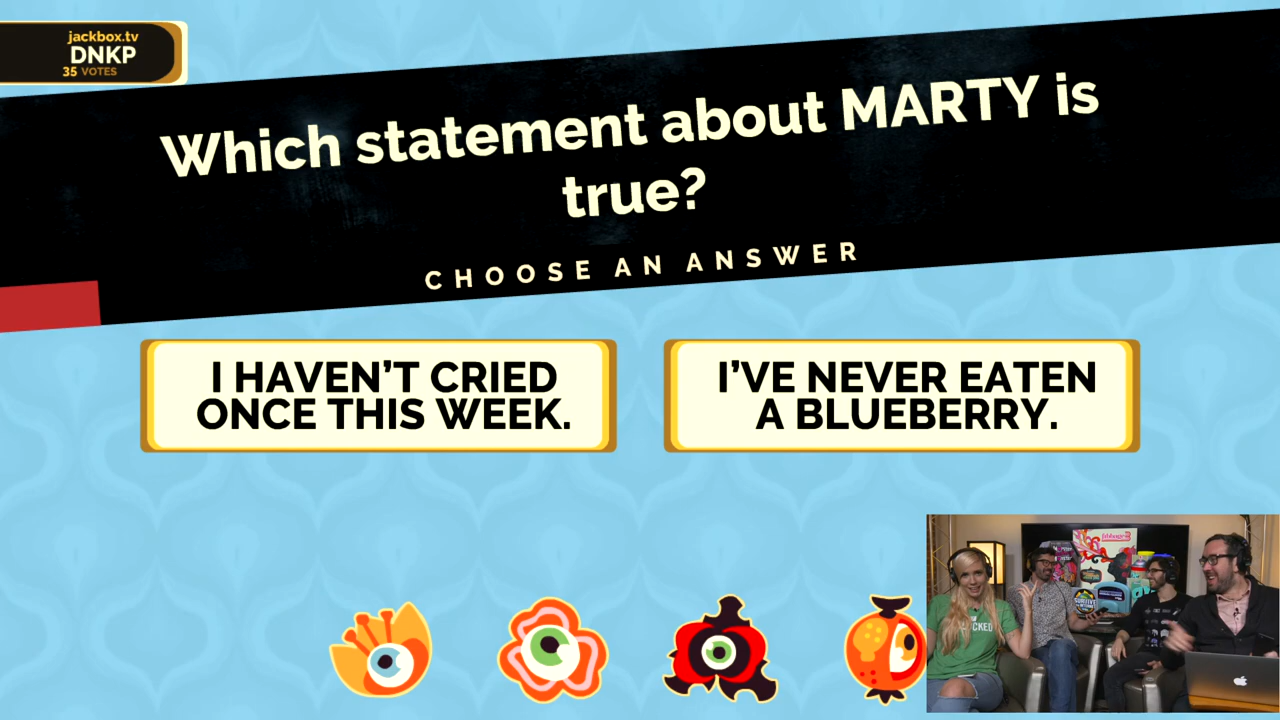 jackbox.tv
DNKP
35 VOTES
Which statement about MARTY is
true?
CHOOSE AN ANSWER
I HAVEN'T CRIED
ONCE THIS WEEK.
I'VE NEVER EATEN
A BLUEBERRY.